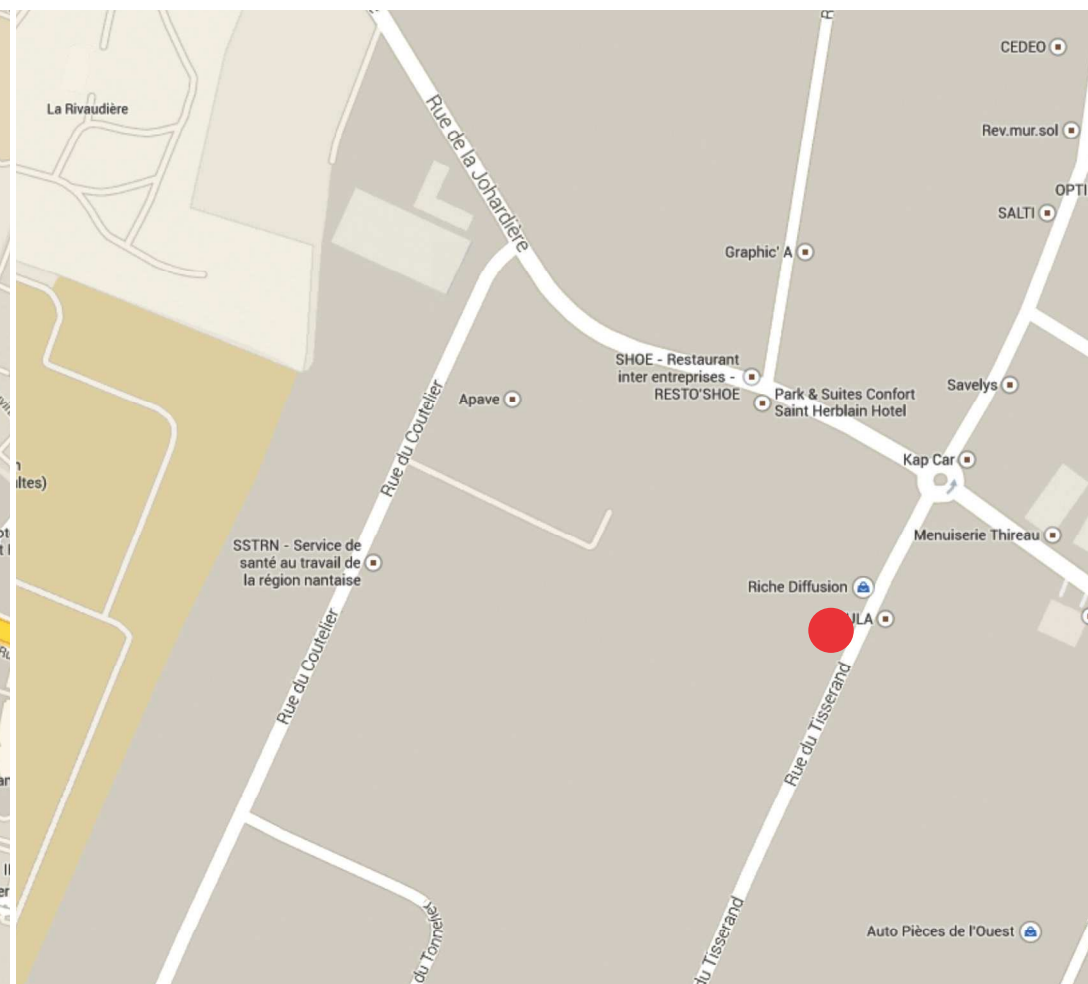 CEDEO
La Rivaudière
Rev.mur.sol
Rue de la Johardière
OPTI
SALTI
Graphic' A
SHOE - Restaurant
inter entreprises -
RESTO'SHOE
Park & Suites Confort
Saint Herblain Hotel
Savelys
Apave
Rue du Coutelier
Kap Car
ltes)
Menuiserie Thireau
SSTRN - Service de
santé au travail de
la région nantaise
Riche Diffusion
ULA
Rue du Coutelier
Rue du Tisserand
du Tonnelier
Auto Pièces de l'Ouest
du Tisserand